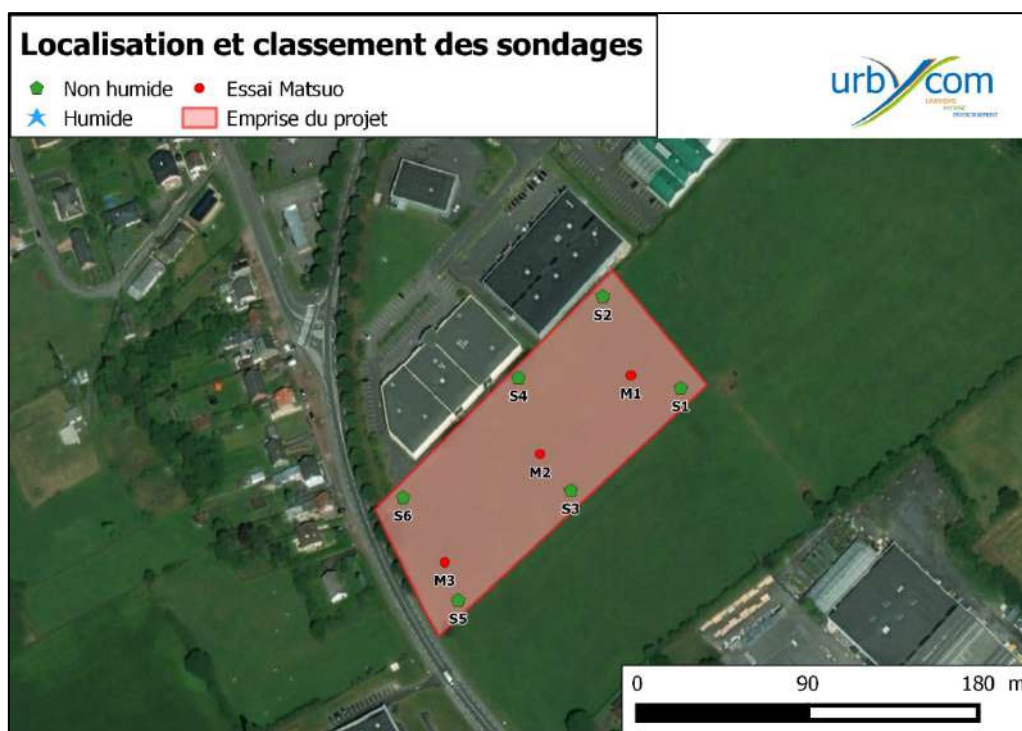 Localisation et classement des sondages
Non humide Essai Matsuo
Humide Emprise du projet
urbycom
ENVIRONNEMENT
S2
M1
S1
S4
M2
S3
S6
M3
S5
0 90 180 m